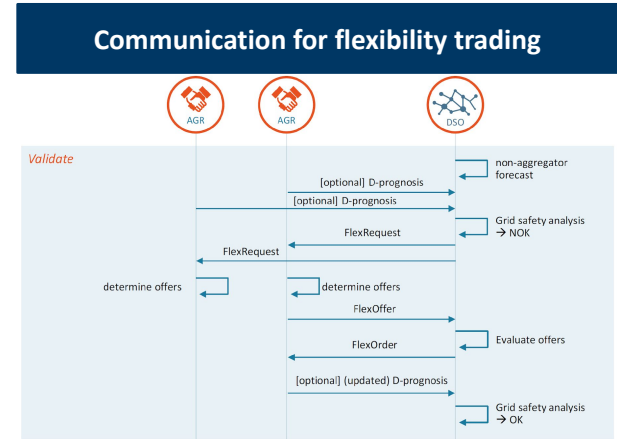 Communication for flexibility trading
AGR
AGR
DSO
Validate
non-aggregator
forecast
[optional] D-prognosis
[optional] D-prognosis
Grid safety analysis
→ NOK
FlexRequest
FlexRequest
determine offers
determine offers
FlexOffer
Evaluate offers
FlexOrder
[optional] (updated) D-prognosis
Grid safety analysis
→ OK